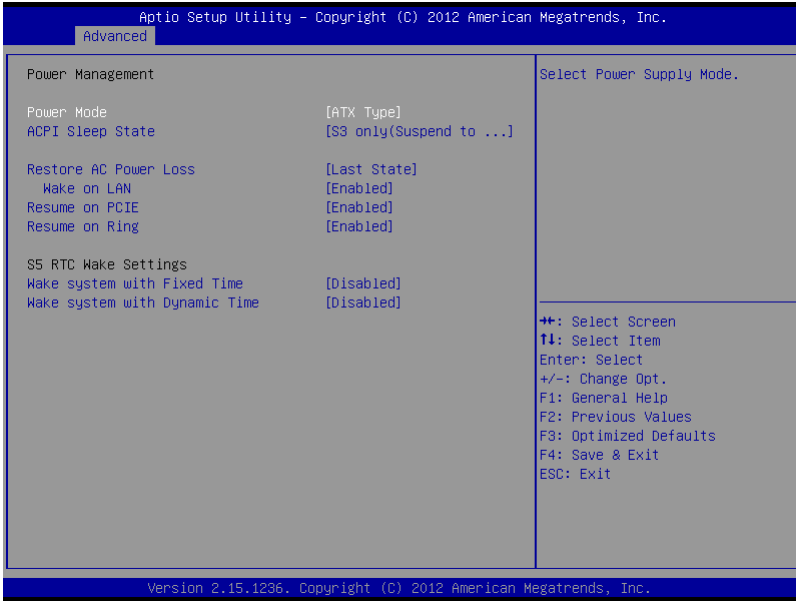 Aptio Setup Utility – Copyright (C) 2012 American Megatrends, Inc.
Advanced
Power Management
Power Mode [ATX Type]
ACPI Sleep State [S3 only(Suspend to ...]
Restore AC Power Loss [Last State]
Wake on LAN [Enabled]
Resume on PCIE [Enabled]
Resume on Ring [Enabled]
S5 RTC Wake Settings
Wake system with Fixed Time [Disabled]
Wake system with Dynamic Time [Disabled]
Select Power Supply Mode.
→←: Select Screen
↑↓: Select Item
Enter: Select
+/-: Change Opt.
F1: General Help
F2: Previous Values
F3: Optimized Defaults
F4: Save & Exit
ESC: Exit
Version 2.15.1236. Copyright (C) 2012 American Megatrends, Inc.